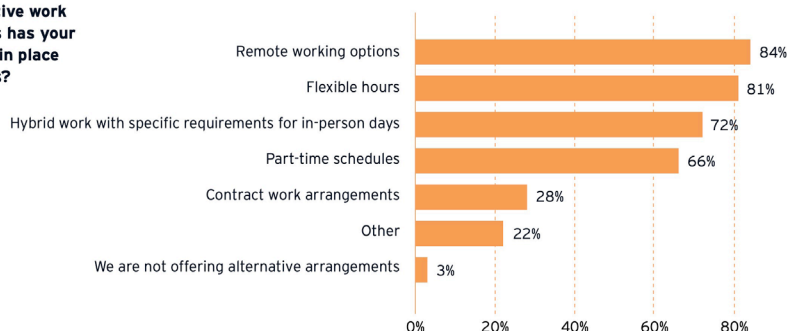 ive work
s has your
in place
s?
Remote working options 84%
Flexible hours 81%
Hybrid work with specific requirements for in-person days 72%
Part-time schedules 66%
Contract work arrangements 28%
Other 22%
We are not offering alternative arrangements 3%
0% 20% 40% 60% 80%